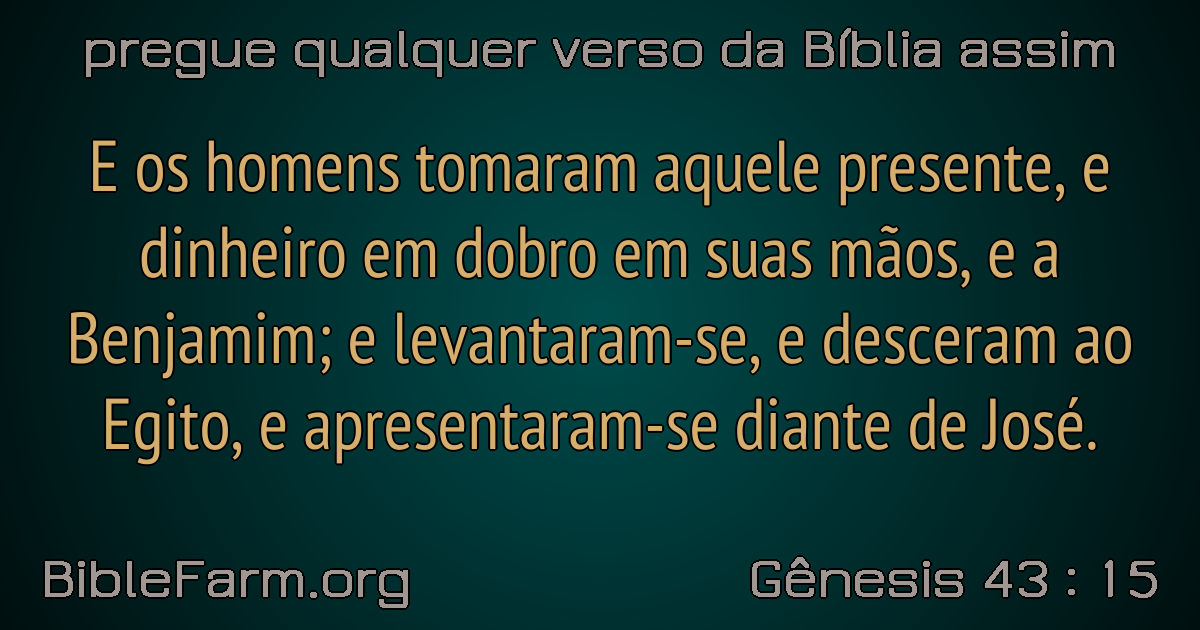 pregue qualquer verso da Bíblia assim
E os homens tomaram aquele presente, e
dinheiro em dobro em suas mãos, e a
Benjamim; e levantaram-se, e desceram ao
Egito, e apresentaram-se diante de José.
BibleFarm.org
Gênesis 43 : 15